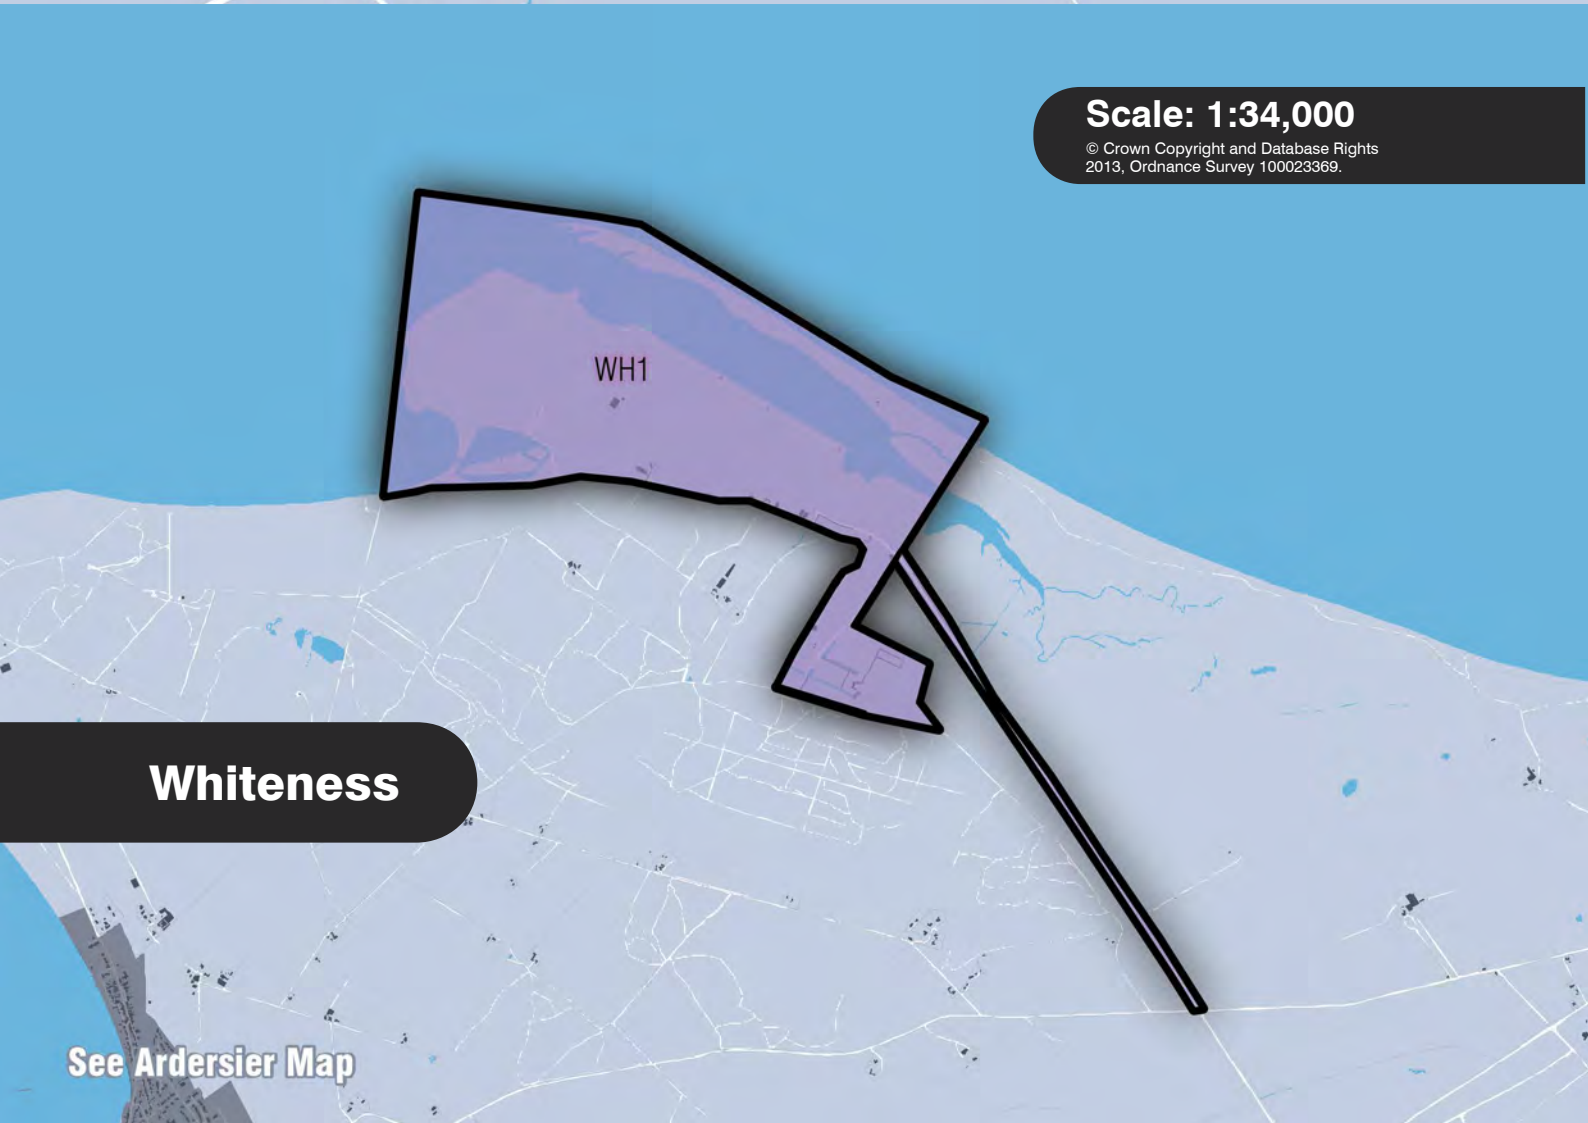 Scale: 1:34,000
© Crown Copyright and Database Rights
2013, Ordnance Survey 100023369.
WH1
Whiteness
See Ardersier Map